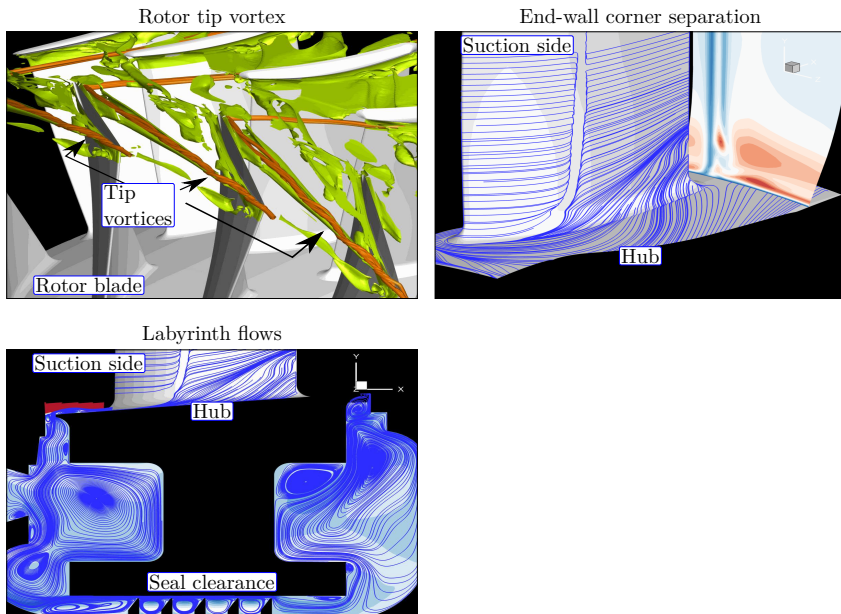 Rotor tip vortex
Tip
vortices
Rotor blade
End-wall corner separation
Suction side
Hub
Labyrinth flows
Suction side
Y
Z
X
Hub
Seal clearance